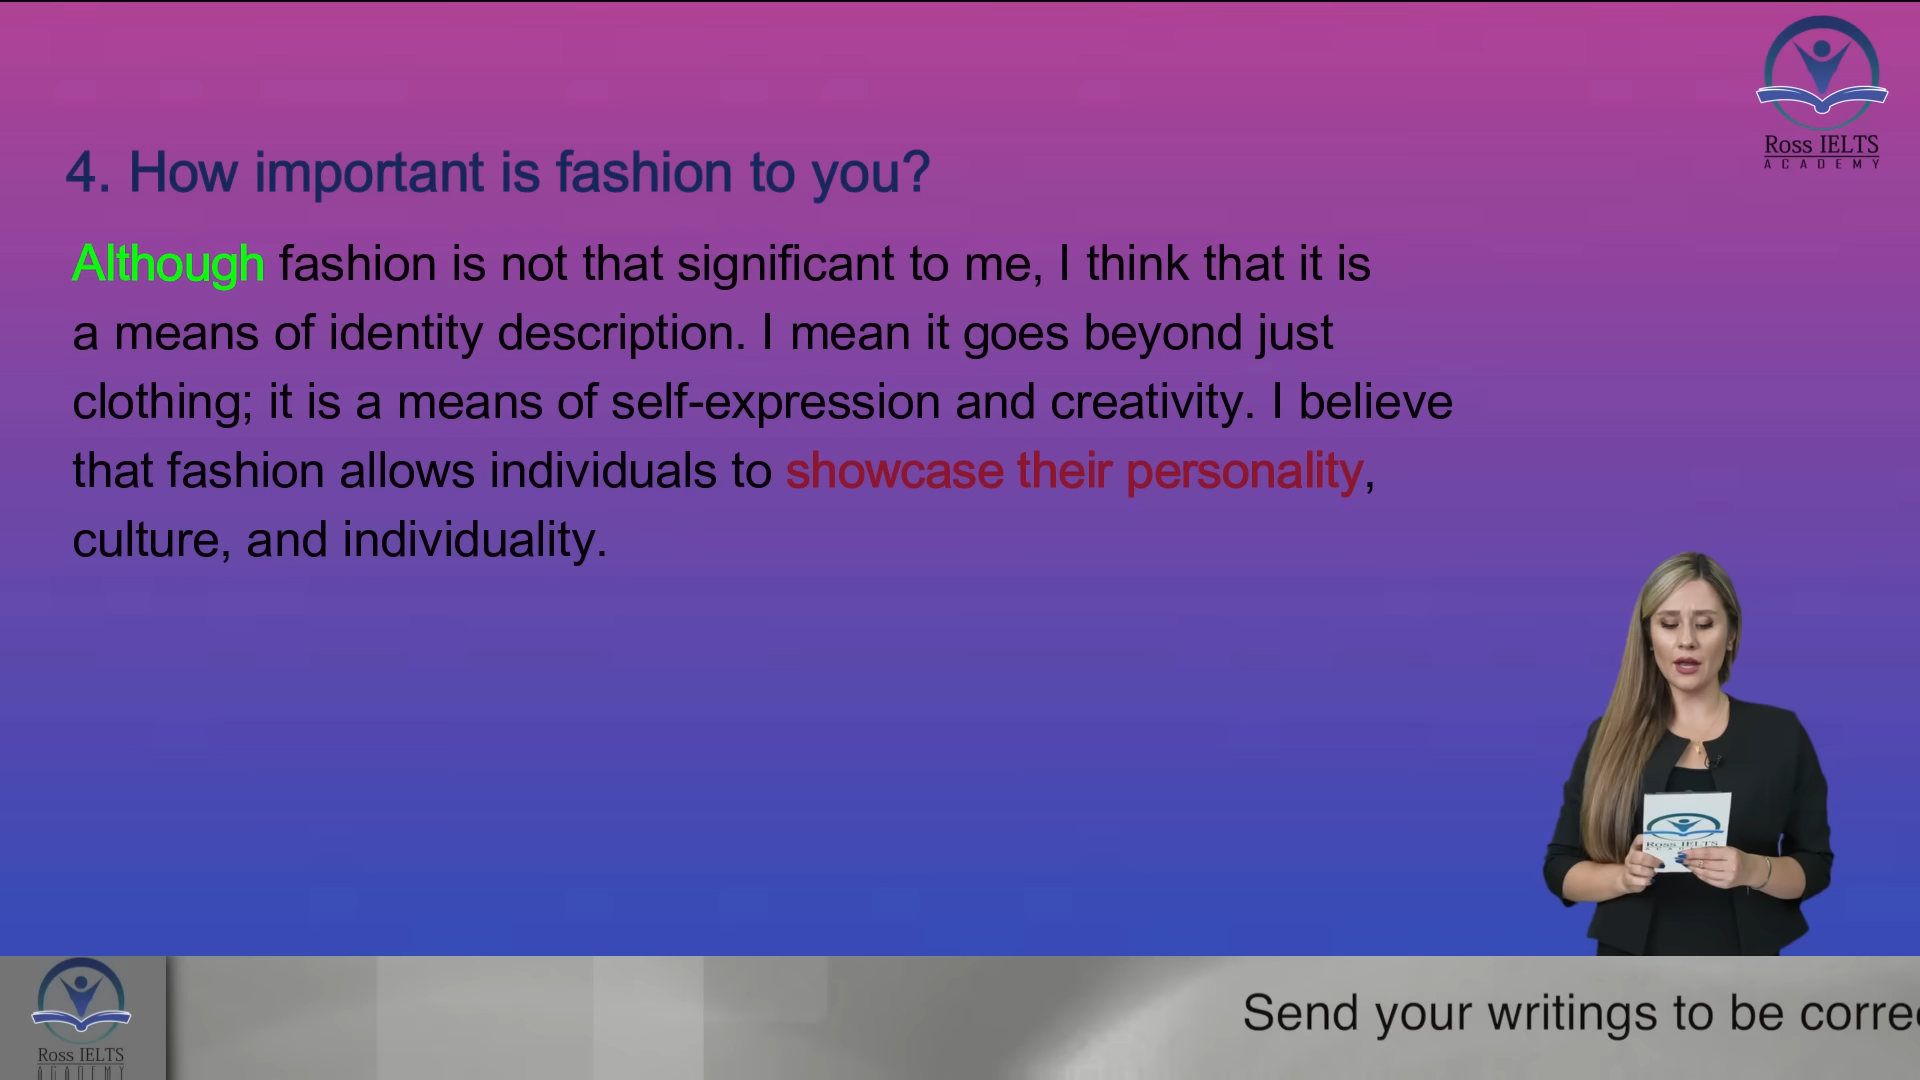 Ross IELTS
ACADEMY
4. How important is fashion to you?
Although fashion is not that significant to me, I think that it is
a means of identity description. I mean it goes beyond just
clothing; it is a means of self-expression and creativity. I believe
that fashion allows individuals to showcase their personality,
culture, and individuality.
Ross IELTS
Send your writings to be corre
Ross IELTS
ACADEMY